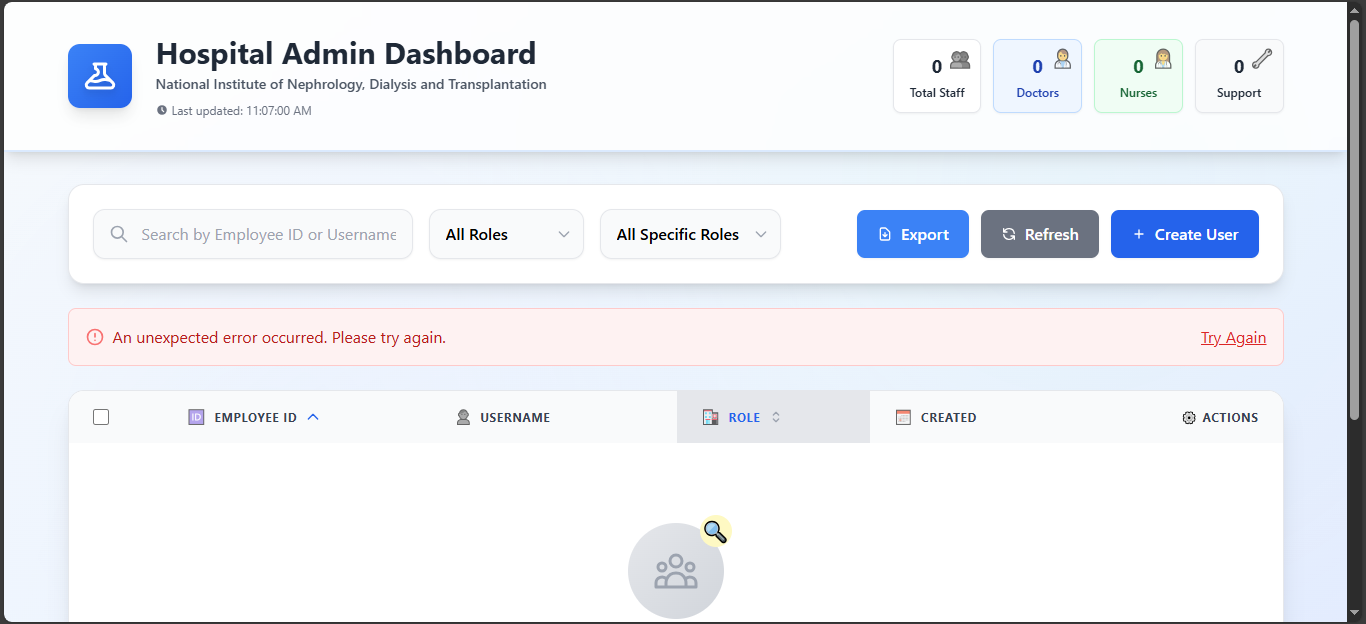 Hospital Admin Dashboard
National Institute of Nephrology, Dialysis and Transplantation
Last updated: 11:07:00 AM
0
Total Staff
0
Doctors
0
Nurses
0
Support
Search by Employee ID or Username
All Roles
All Specific Roles
Export
Refresh
+ Create User
An unexpected error occurred. Please try again.
Try Again
ID EMPLOYEE ID
USERNAME
ROLE
CREATED
ACTIONS